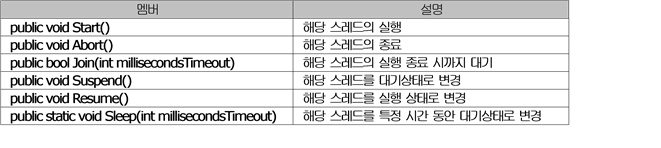 멤버 설명
public void Start() 해당 스레드의 실행
public void Abort() 해당 스레드의 종료
public bool Join(int millisecondsTimeout) 해당 스레드의 실행 종료 시까지 대기
public void Suspend() 해당 스레드를 대기상태로 변경
public void Resume() 해당 스레드를 실행 상태로 변경
public static void Sleep(int millisecondsTimeout) 해당 스레드를 특정 시간 동안 대기상태로 변경